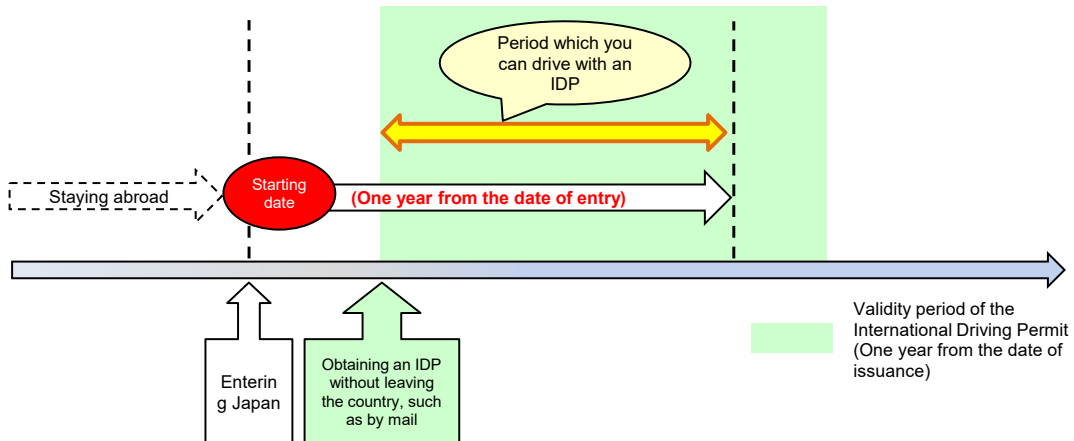 Period which you
can drive with an
IDP
Staying abroad
Starting
date
(One year from the date of entry)
Enterin
g Japan
Obtaining an IDP
without leaving
the country, such
as by mail
Validity period of the
International Driving Permit
(One year from the date of
issuance)